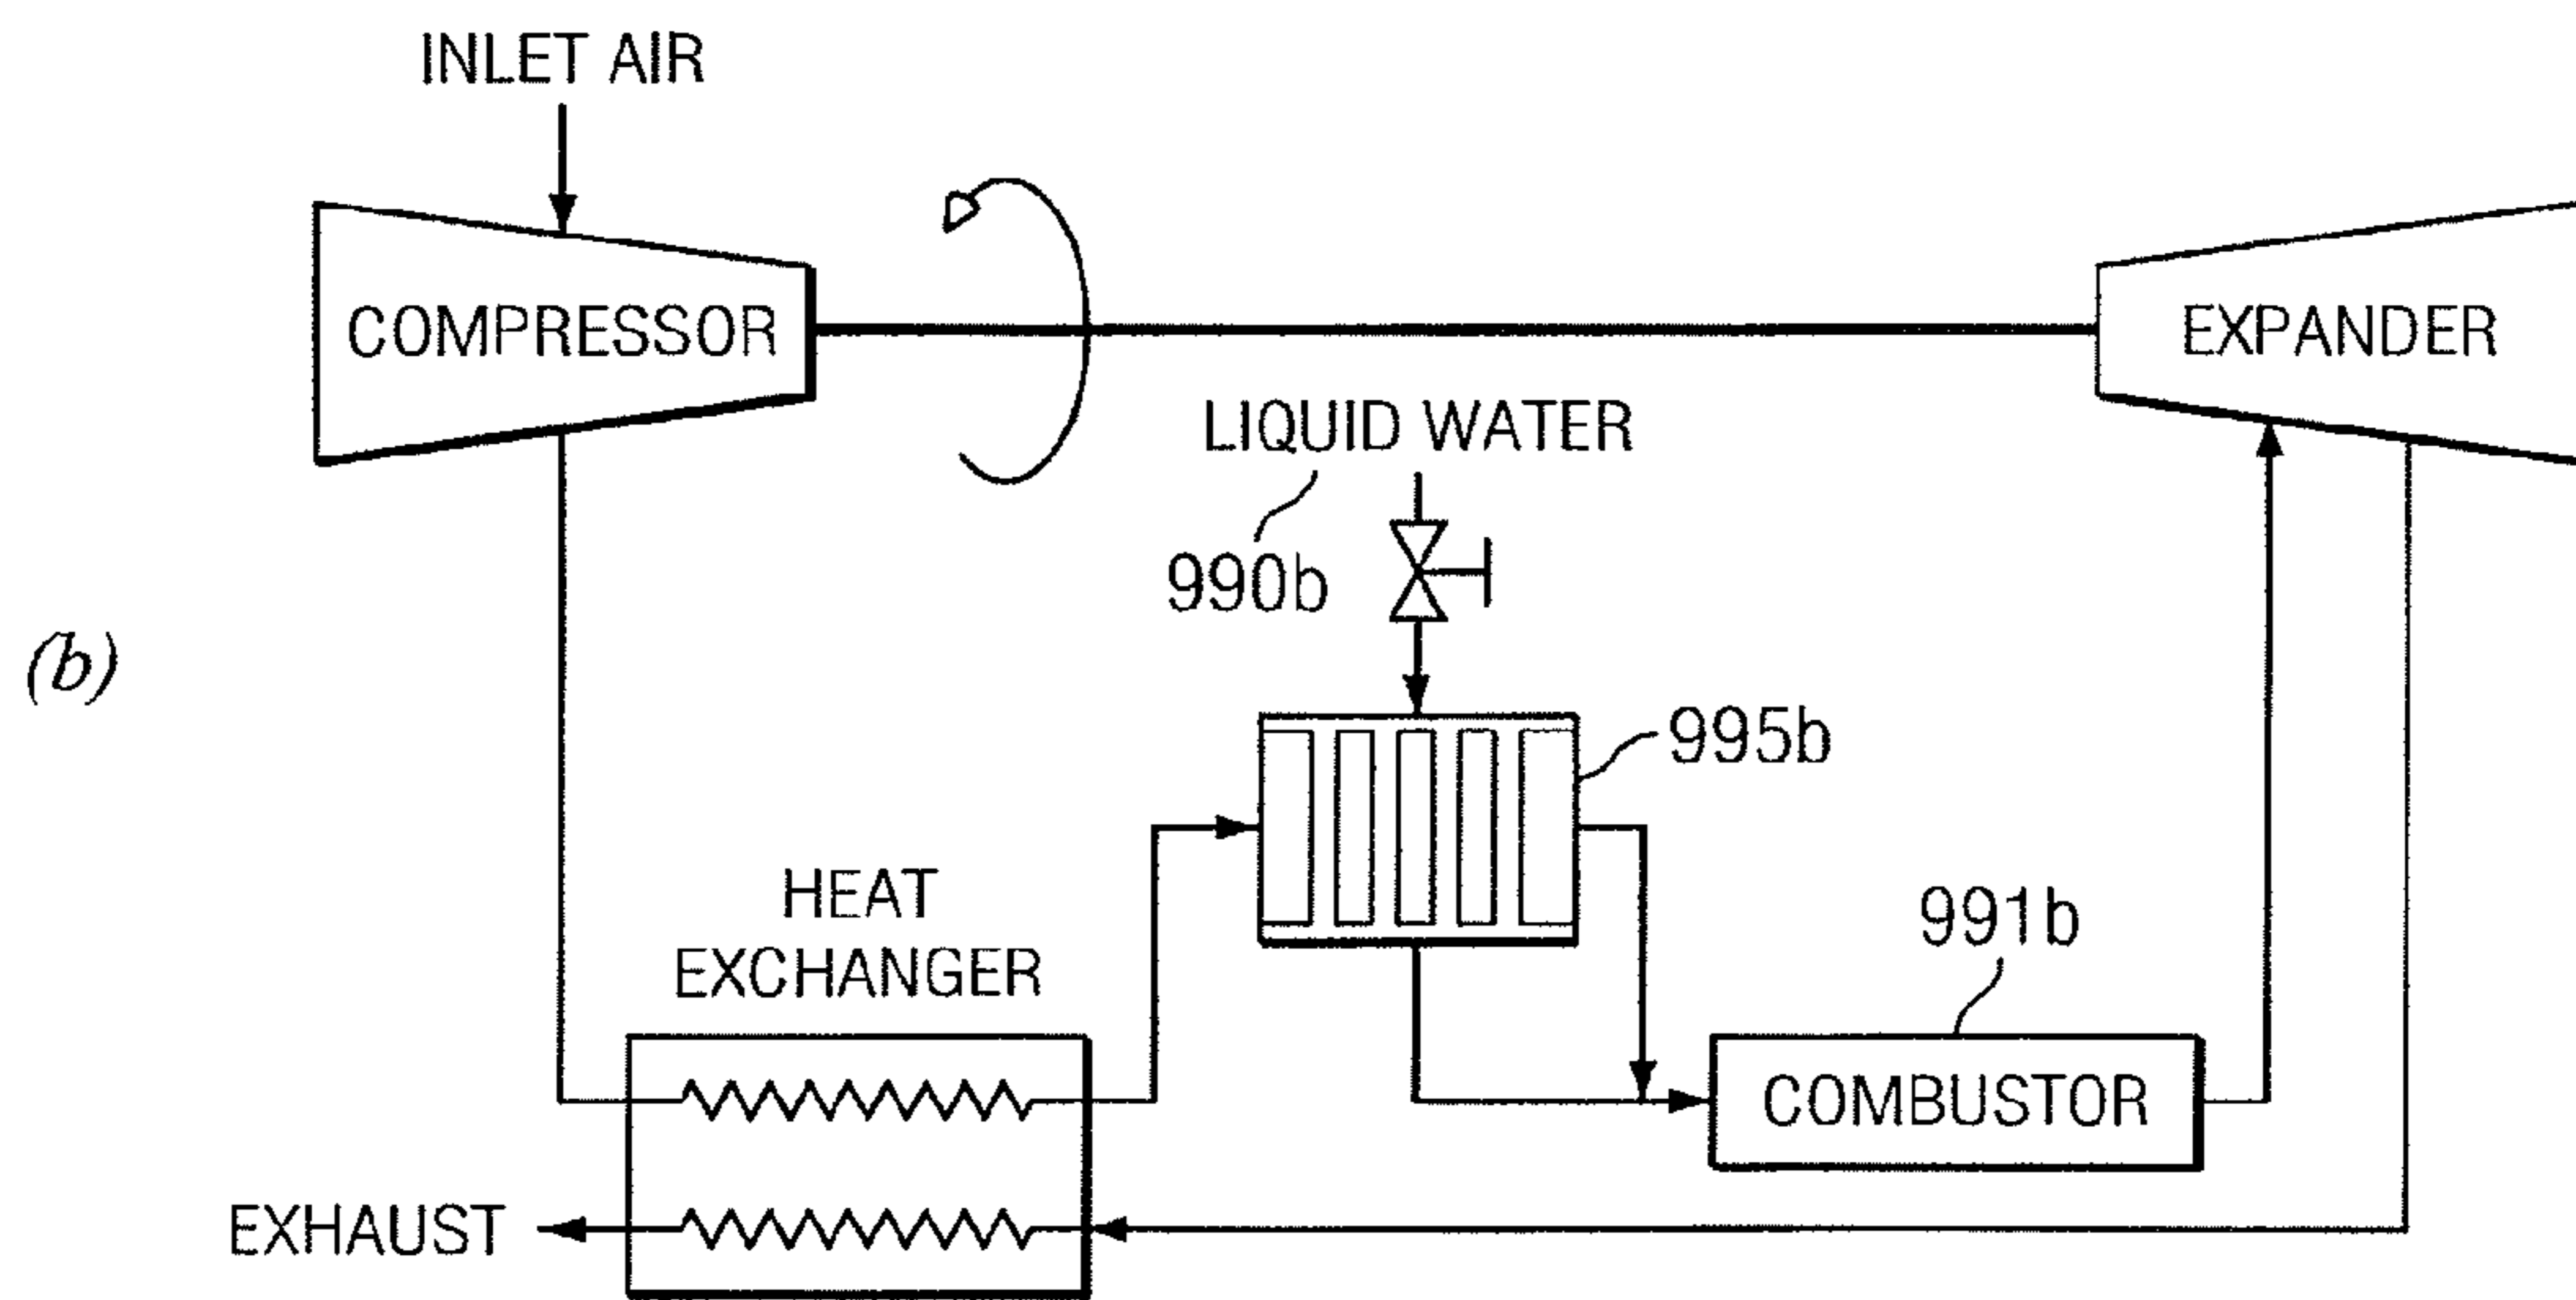 INLET AIR
COMPRESSOR
EXPANDER
LIQUID WATER
990b
(b)
995b
HEAT
EXCHANGER
991b
COMBUSTOR
EXHAUST